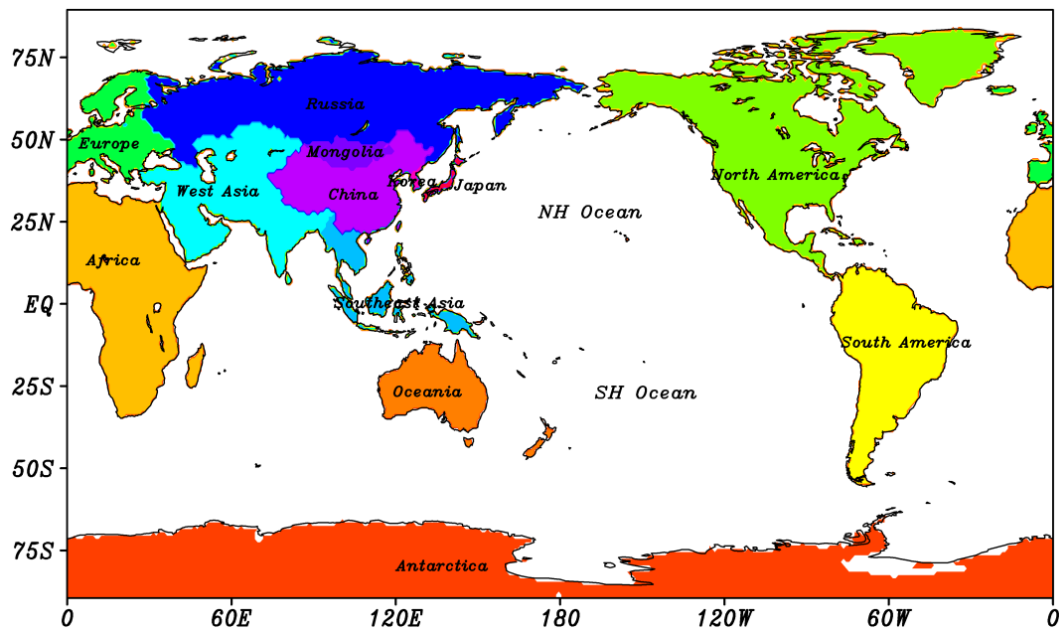 75N
Russia
50N
Europe
Mongolia
West Asia
China
Korea
Japan
North America
25N
NH Ocean
Africa
EQ
Southeast Asia
South America
25S
Oceania
SH Ocean
50S
75S
Antarctica
0
60E
120E
180
120W
60W
0